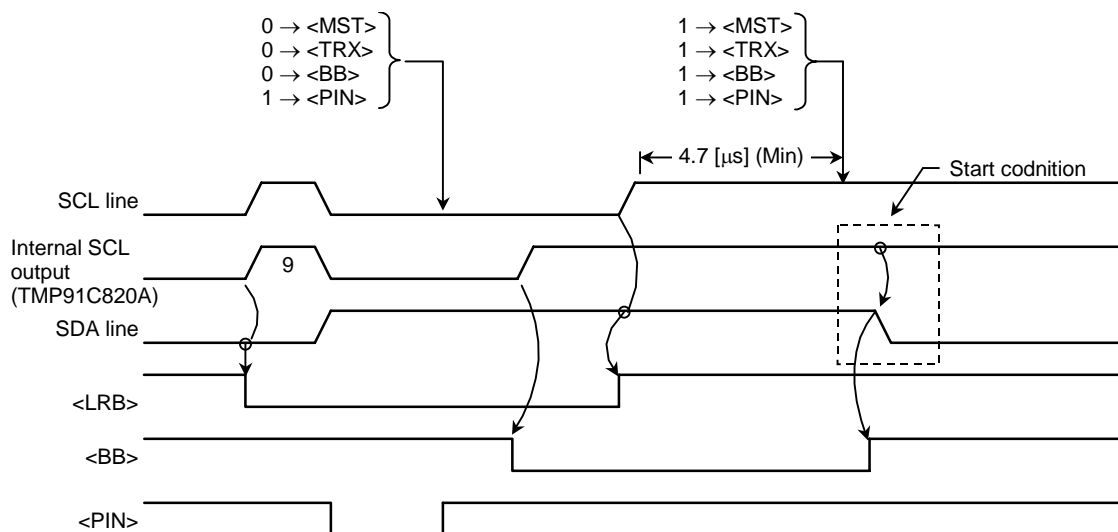 0 → <MST>
0 → <TRX>
0 → <BB>
1 → <PIN>
1 → <MST>
1 → <TRX>
1 → <BB>
1 → <PIN>
4.7 [μs] (Min)
Start codnition
SCL line
Internal SCL
output
(TMP91C820A)
9
SDA line
<LRB>
<BB>
<PIN>